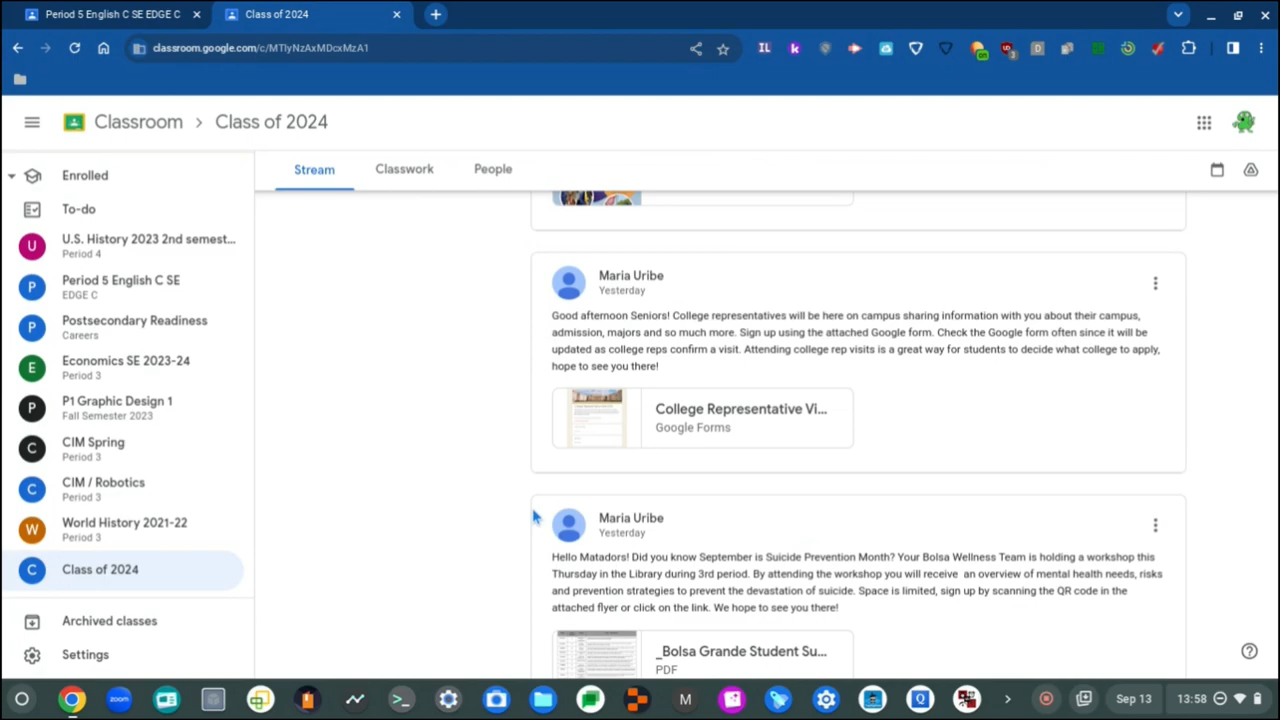 Period 5 English C SE EDGE C
Class of 2024
classroom.google.com/c/MTIyNzAxMDcxMzA1
Classroom > Class of 2024
Enrolled
To-do
U.S. History 2023 2nd semest...
Period 4
Period 5 English C SE
EDGE C
Postsecondary Readiness
Careers
Economics SE 2023-24
Period 3
P1 Graphic Design 1
Fall Semester 2023
CIM Spring
Period 3
CIM / Robotics
Period 3
World History 2021-22
Period 3
Class of 2024
Archived classes
Settings
Stream
Classwork
People
Maria Uribe
Yesterday
Good afternoon Seniors! College representatives will be here on campus sharing information with you about their campus,
admission, majors and so much more. Sign up using the attached Google form. Check the Google form often since it will be
updated as college reps confirm a visit. Attending college rep visits is a great way for students to decide what college to apply,
hope to see you there!
College Representative Vi...
Google Forms
Maria Uribe
Yesterday
Hello Matadors! Did you know September is Suicide Prevention Month? Your Bolsa Wellness Team is holding a workshop this
Thursday in the Library during 3rd period. By attending the workshop you will receive an overview of mental health needs, risks
and prevention strategies to prevent the devastation of suicide. Space is limited, sign up by scanning the QR code in the
attached flyer or click on the link. We hope to see you there!
_Bolsa Grande Student Su...
PDF
zoom
Sep 13
13:58